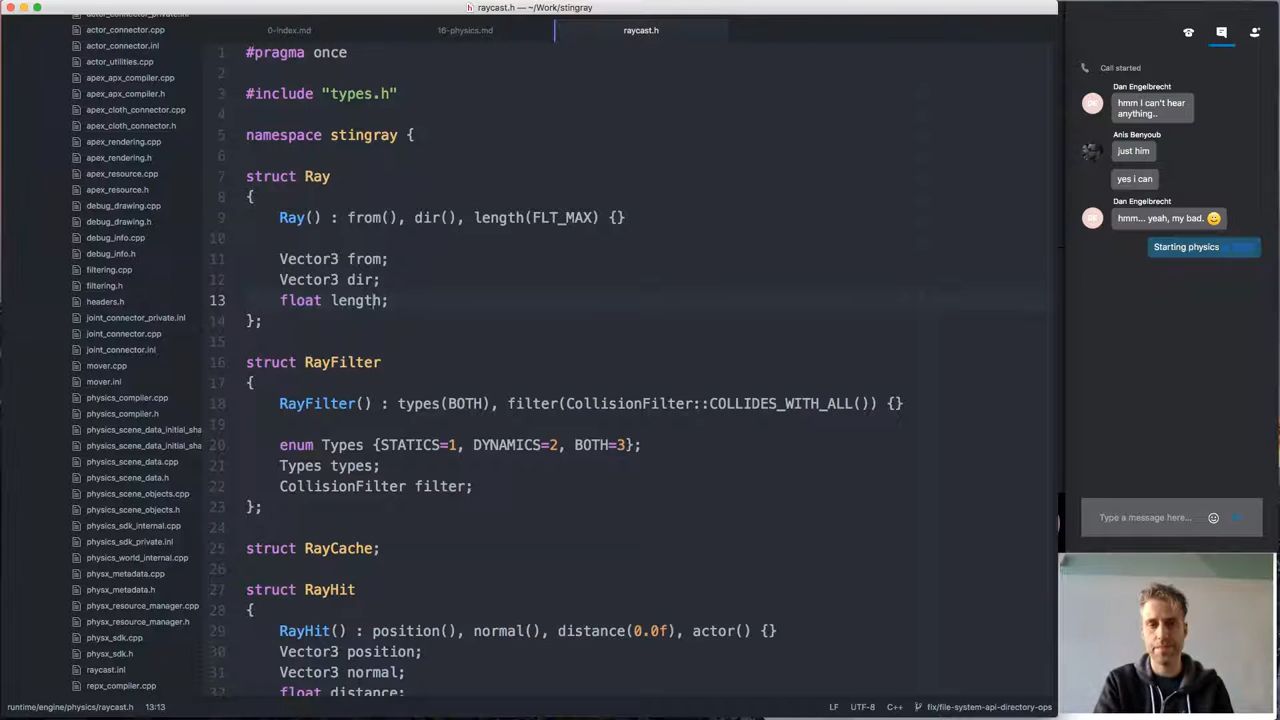 raycast.h — ~/Work/stingray
actor_connector_private.inl
actor_connector.h
actor_connector.inl
actor_utilities.cpp
apex_apx_compiler.cpp
apex_apx_compiler.h
apex_cloth_connector.cpp
apex_cloth_connector.h
apex_rendering.cpp
apex_rendering.h
apex_resource.cpp
apex_resource.h
debug_drawing.cpp
debug_drawing.h
debug_info.cpp
debug_info.h
filtering.cpp
filtering.h
headers.h
joint_connector_private.inl
joint_connector.cpp
joint_connector.inl
mover.cpp
mover.inl
physics_compiler.cpp
physics_compiler.h
physics_scene_data_initial_sha
physics_scene_data_initial_sha
physics_scene_data.cpp
physics_scene_data.h
physics_scene_objects.cpp
physics_scene_objects.h
physics_sdk_internal.cpp
physics_sdk_private.inl
physics_world_internal.cpp
physx_metadata.cpp
physx_metadata.h
physx_resource_manager.cpp
physx_resource_manager.h
physx_sdk.cpp
physx_sdk.h
raycast.inl
repx_compiler.cpp
0-index.md 16-physics.md raycast.h
1 #pragma once
2
3 #include "types.h"
4
5 namespace stingray {
6
7 struct Ray
8 {
9 Ray() : from(), dir(), length(FLT_MAX) {}
10
11 Vector3 from;
12 Vector3 dir;
13 float length;
14 };
15
16 struct RayFilter
17 {
18 RayFilter() : types(BOTH), filter(CollisionFilter::COLLIDES_WITH_ALL()) {}
19
20 enum Types {STATICS=1, DYNAMICS=2, BOTH=3};
21 Types types;
22 CollisionFilter filter;
23 };
24
25 struct RayCache;
26
27 struct RayHit
28 {
29 RayHit() : position(), normal(), distance(0.0f), actor() {}
30 Vector3 position;
31 Vector3 normal;
32 float distance;
runtime/engine/physics/raycast.h 13:13
LF UTF-8 C++ fix/file-system-api-directory-ops
Call started
Dan Engelbrecht
DE hmm I can't hear
anything..
Anis Benyoub
just him
yes i can
Dan Engelbrecht
DE hmm... yeah, my bad.
Starting physics
Type a message here...